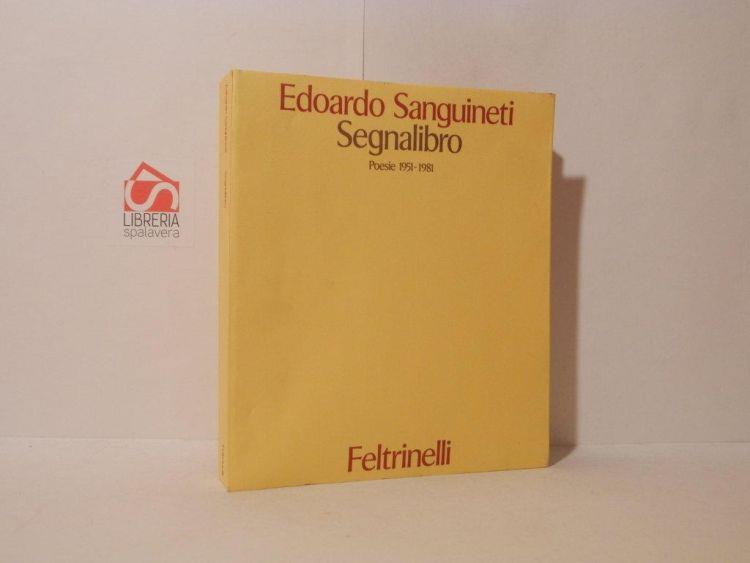 Edoardo Sanguineti
Segnalibro
Poesie 1951-1981
Feltrinelli
LIBRERIA
spalavera